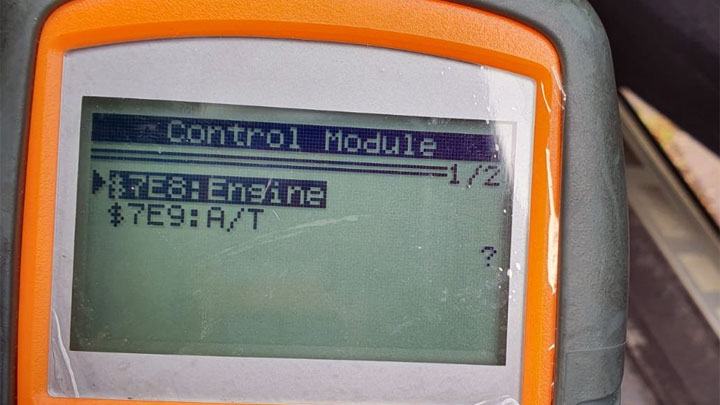 Control Module
1/2
$7E8:Engine
$7E9:A/T
?